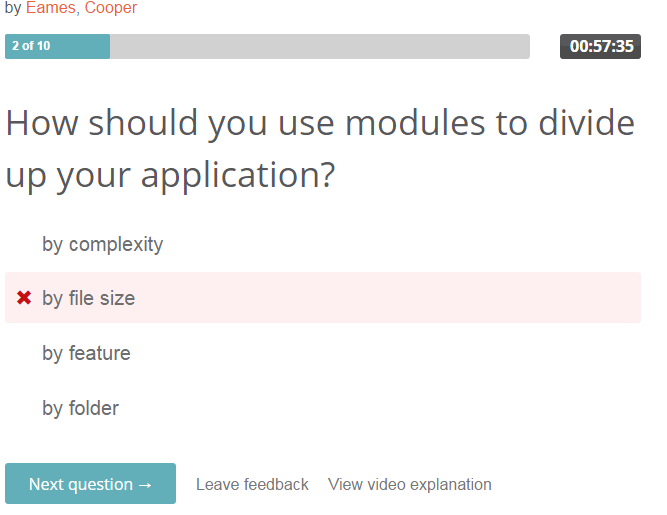 by Eames, Cooper
2 of 10
00:57:35
How should you use modules to divide
up your application?
by complexity
by file size
by feature
by folder
Next question →
Leave feedback
View video explanation